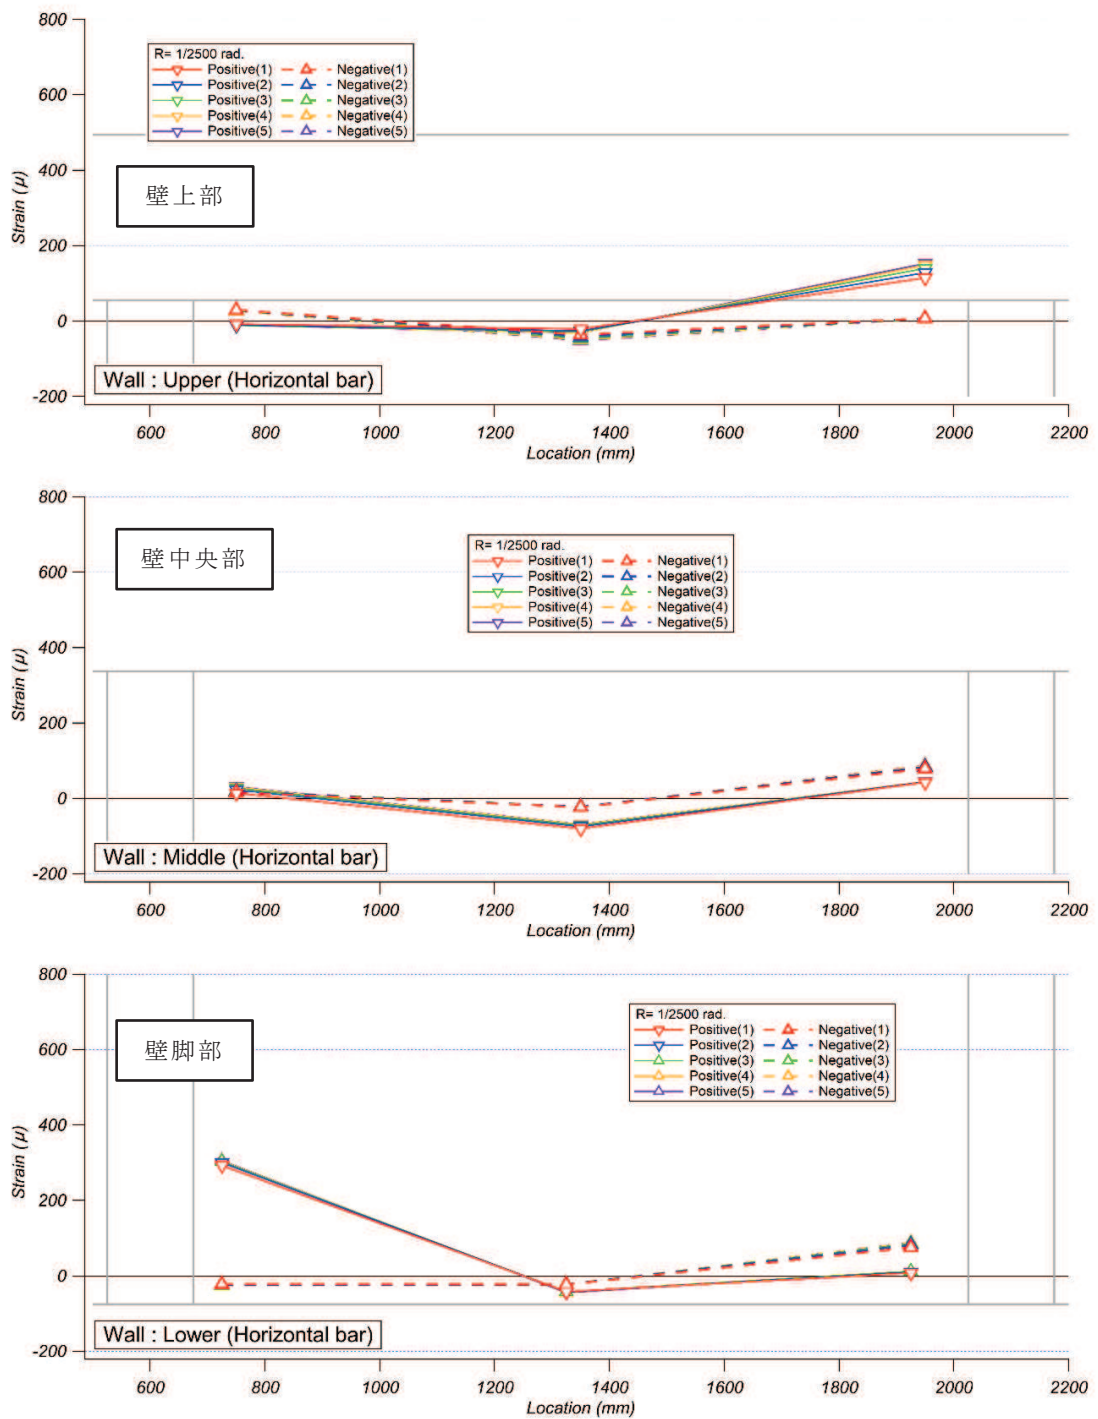 800
600
400
200
0
-200
Strain (μ)
R= 1/2500 rad.
Positive(1) Negative(1)
Positive(2) Negative(2)
Positive(3) Negative(3)
Positive(4) Negative(4)
Positive(5) Negative(5)
壁上部
Wall : Upper (Horizontal bar)
600 800 1000 1200 1400 1600 1800 2000 2200
Location (mm)
800
600
400
200
0
-200
Strain (μ)
壁中央部
R= 1/2500 rad.
Positive(1) Negative(1)
Positive(2) Negative(2)
Positive(3) Negative(3)
Positive(4) Negative(4)
Positive(5) Negative(5)
Wall : Middle (Horizontal bar)
600 800 1000 1200 1400 1600 1800 2000 2200
Location (mm)
800
600
400
200
0
-200
Strain (μ)
壁脚部
R= 1/2500 rad.
Positive(1) Negative(1)
Positive(2) Negative(2)
Positive(3) Negative(3)
Positive(4) Negative(4)
Positive(5) Negative(5)
Wall : Lower (Horizontal bar)
600 800 1000 1200 1400 1600 1800 2000 2200
Location (mm)